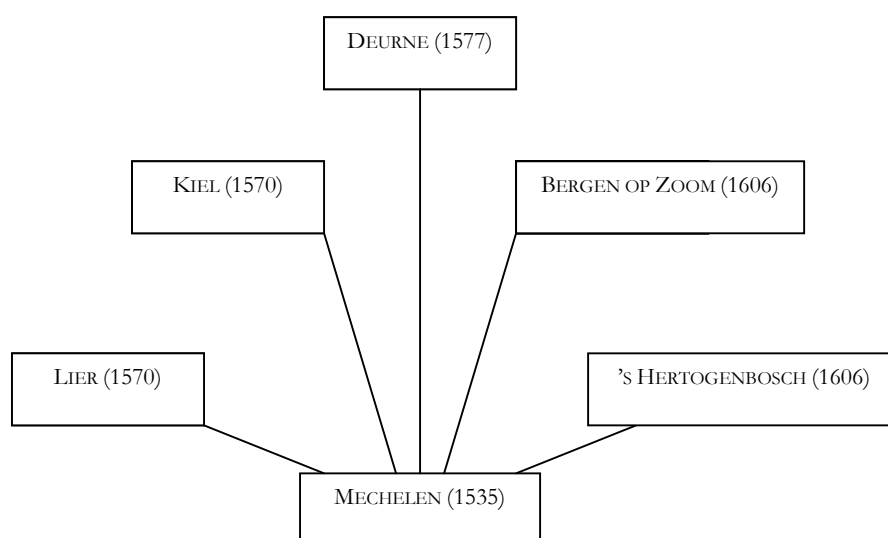 DEURNE (1577)
KIEL (1570)
BERGEN OP ZOOM (1606)
LIER (1570)
’S HERTOGENBOSCH (1606)
MECHELEN (1535)